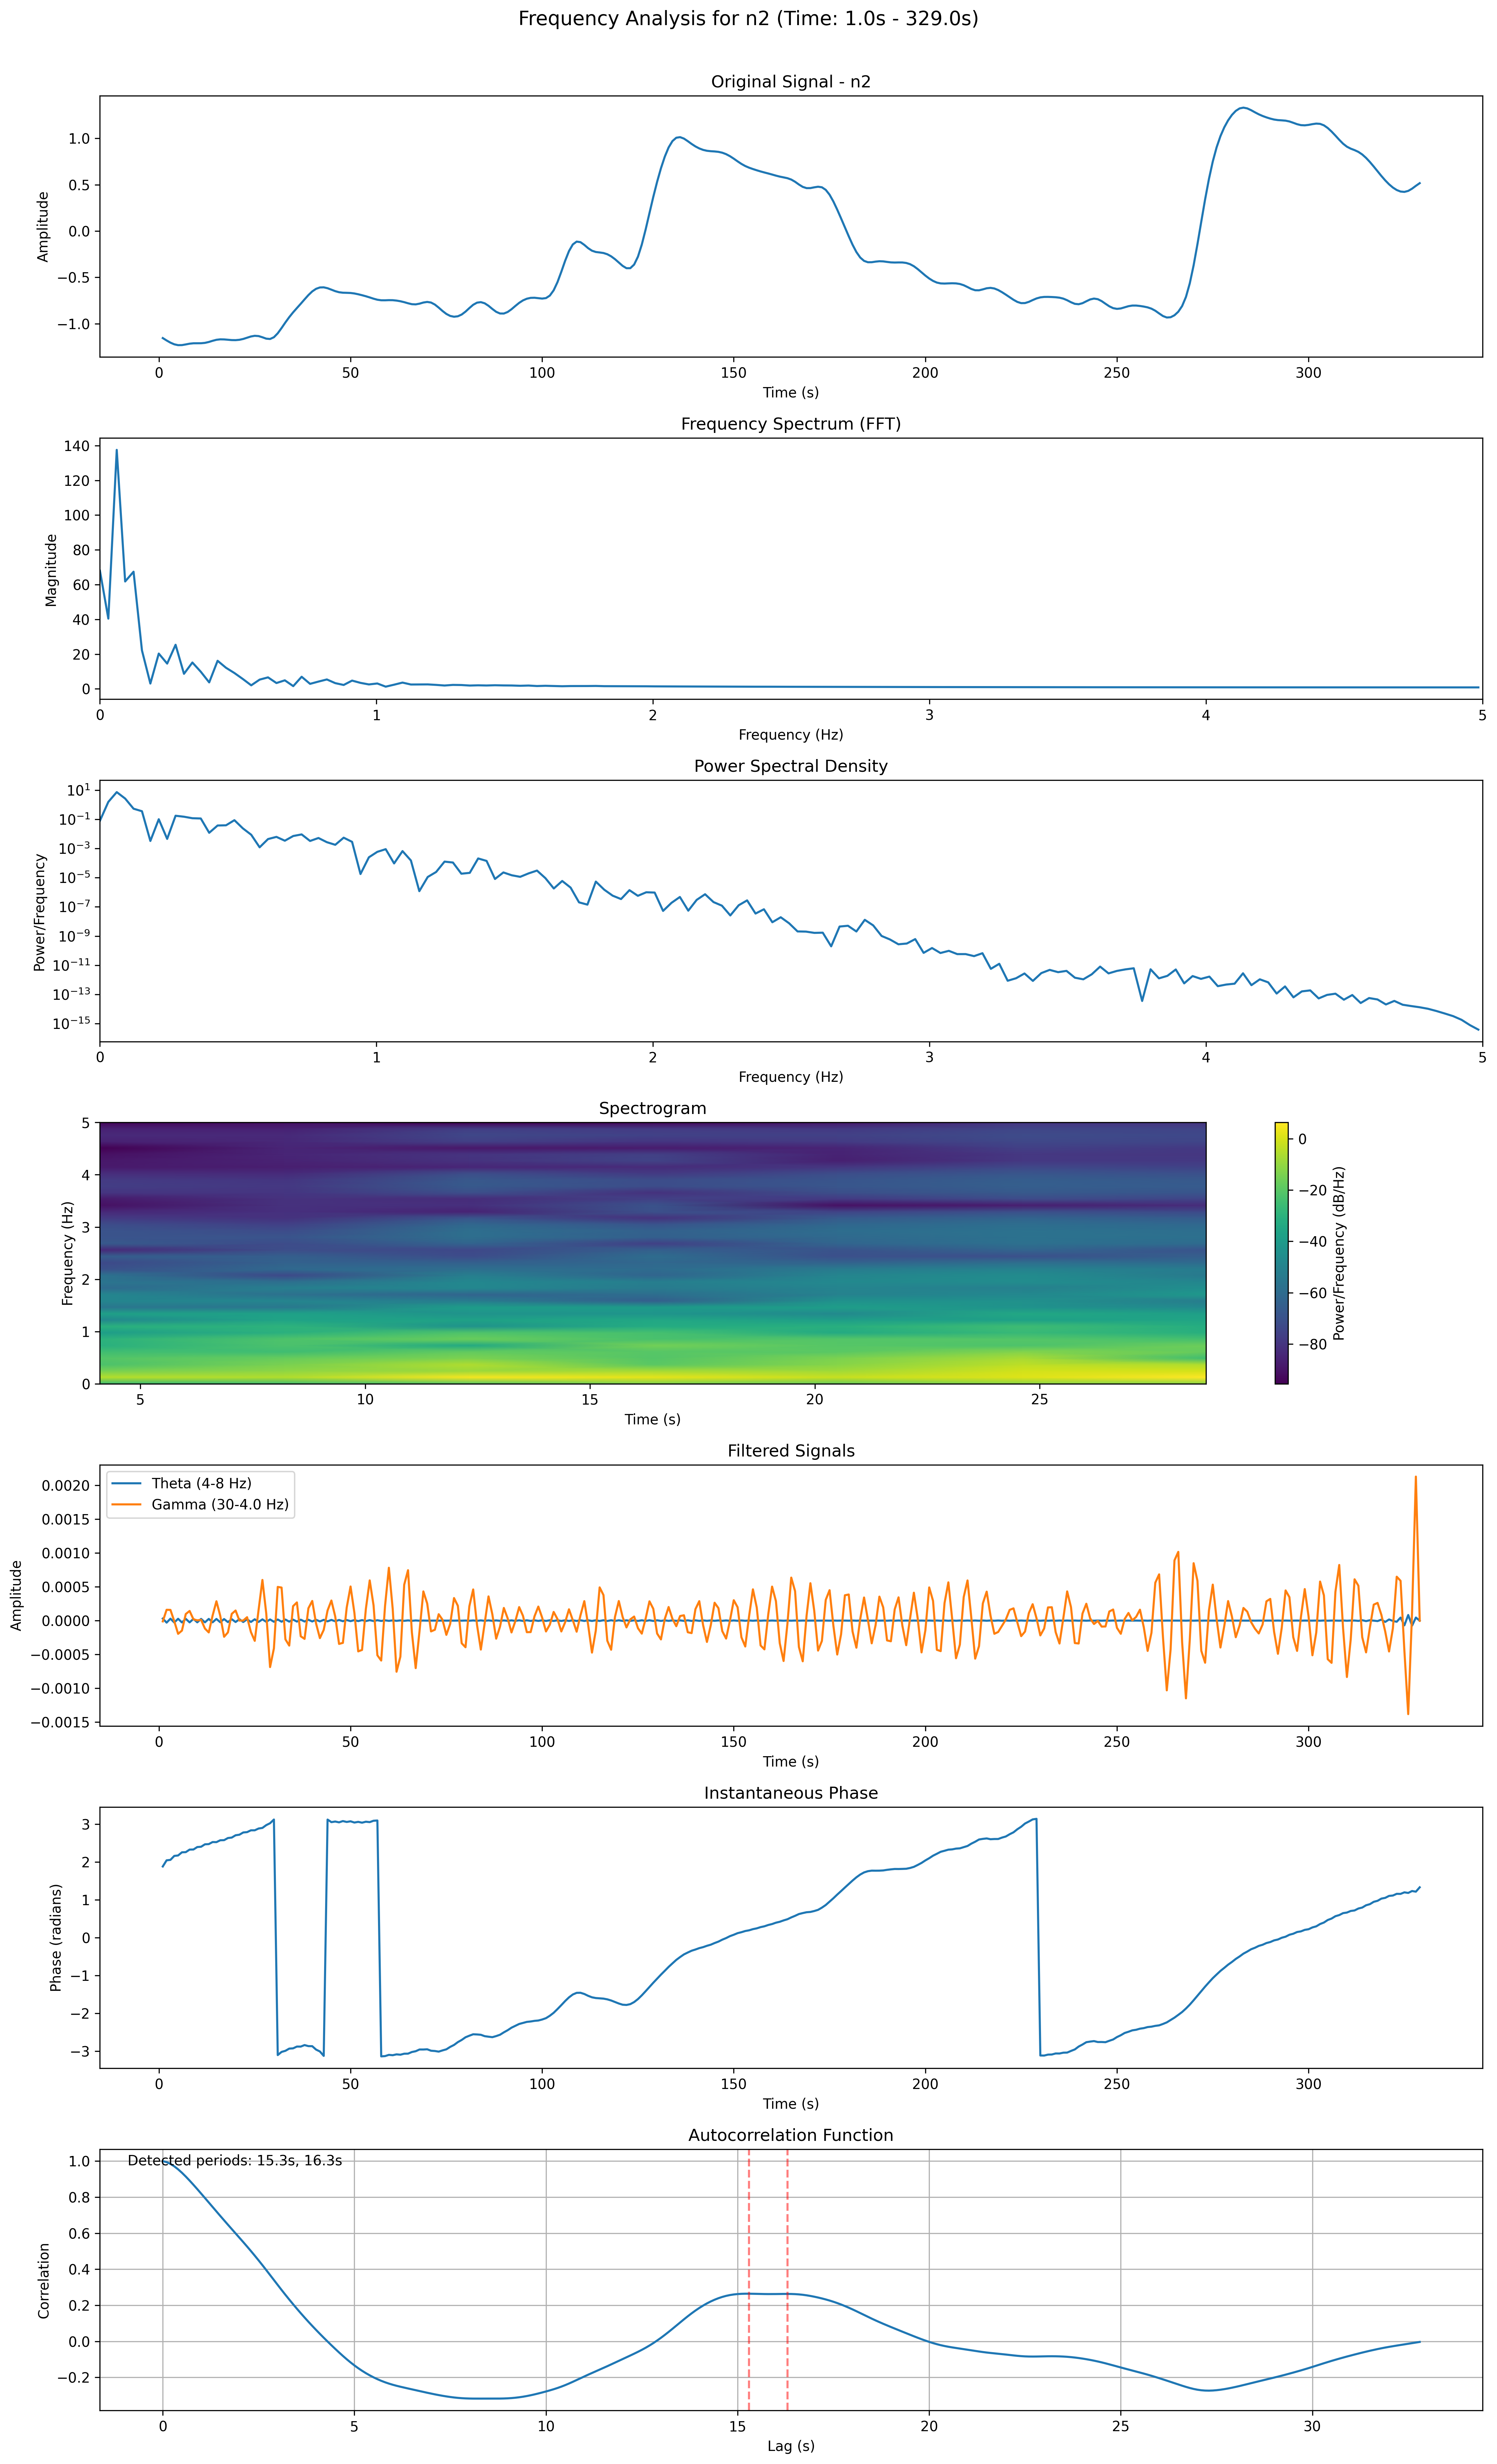 Frequency Analysis for n2 (Time: 1.0s - 329.0s)
Original Signal - n2
Amplitude
1.0
0.5
0.0
−0.5
−1.0
0 50 100 150 200 250 300
Time (s)
Frequency Spectrum (FFT)
Magnitude
140
120
100
80
60
40
20
0
0 1 2 3 4 5
Frequency (Hz)
Power Spectral Density
Power/Frequency
10¹
10⁻¹
10⁻³
10⁻⁵
10⁻⁷
10⁻⁹
10⁻¹¹
10⁻¹³
10⁻¹⁵
0 1 2 3 4 5
Frequency (Hz)
Spectrogram
Frequency (Hz)
5
4
3
2
1
0
5 10 15 20 25
Time (s)
0
−20
−40
−60
−80
Power/Frequency (dB/Hz)
Filtered Signals
Theta (4-8 Hz)
Gamma (30-4.0 Hz)
Amplitude
0.0020
0.0015
0.0010
0.0005
0.0000
−0.0005
−0.0010
−0.0015
0 50 100 150 200 250 300
Time (s)
Instantaneous Phase
Phase (radians)
3
2
1
0
−1
−2
−3
0 50 100 150 200 250 300
Time (s)
Autocorrelation Function
Detected periods: 15.3s, 16.3s
Correlation
1.0
0.8
0.6
0.4
0.2
0.0
−0.2
0 5 10 15 20 25 30
Lag (s)